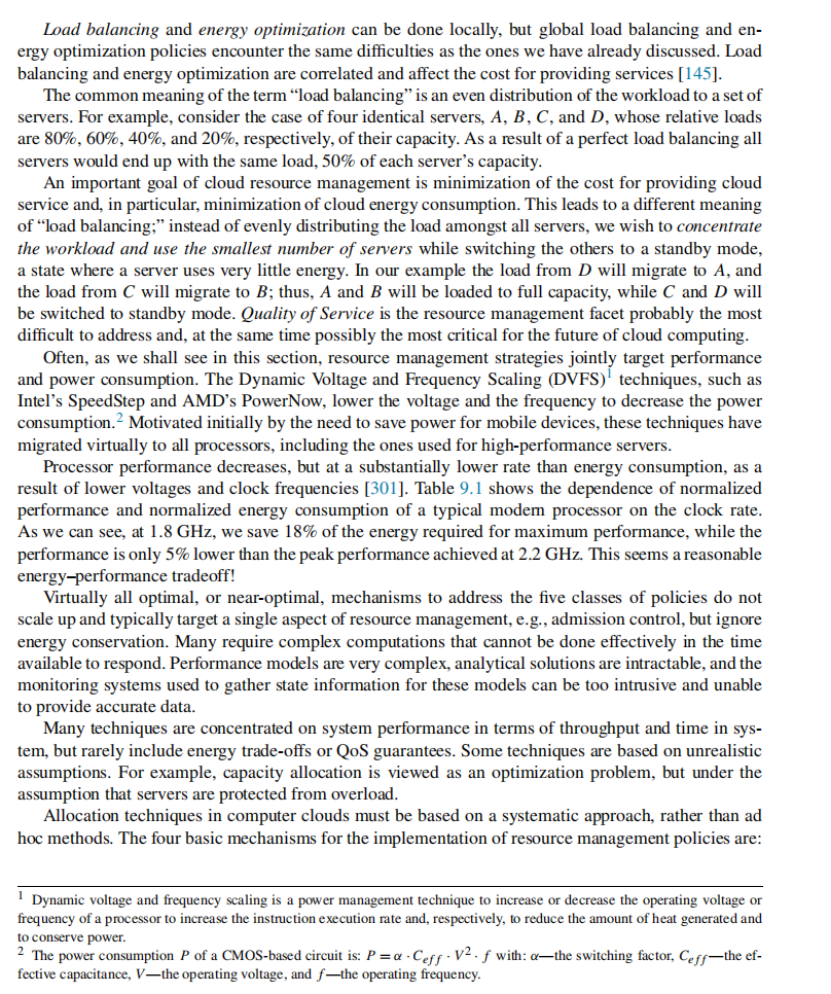 Load balancing and energy optimization can be done locally, but global load balancing and en-
ergy optimization policies encounter the same difficulties as the ones we have already discussed. Load
balancing and energy optimization are correlated and affect the cost for providing services [145].
The common meaning of the term “load balancing” is an even distribution of the workload to a set of
servers. For example, consider the case of four identical servers, A, B, C, and D, whose relative loads
are 80%, 60%, 40%, and 20%, respectively, of their capacity. As a result of a perfect load balancing all
servers would end up with the same load, 50% of each server’s capacity.
An important goal of cloud resource management is minimization of the cost for providing cloud
service and, in particular, minimization of cloud energy consumption. This leads to a different meaning
of “load balancing;” instead of evenly distributing the load amongst all servers, we wish to concentrate
the workload and use the smallest number of servers while switching the others to a standby mode,
a state where a server uses very little energy. In our example the load from D will migrate to A, and
the load from C will migrate to B; thus, A and B will be loaded to full capacity, while C and D will
be switched to standby mode. Quality of Service is the resource management facet probably the most
difficult to address and, at the same time possibly the most critical for the future of cloud computing.
Often, as we shall see in this section, resource management strategies jointly target performance
and power consumption. The Dynamic Voltage and Frequency Scaling (DVFS)¹ techniques, such as
Intel’s SpeedStep and AMD’s PowerNow, lower the voltage and the frequency to decrease the power
consumption.² Motivated initially by the need to save power for mobile devices, these techniques have
migrated virtually to all processors, including the ones used for high-performance servers.
Processor performance decreases, but at a substantially lower rate than energy consumption, as a
result of lower voltages and clock frequencies [301]. Table 9.1 shows the dependence of normalized
performance and normalized energy consumption of a typical modem processor on the clock rate.
As we can see, at 1.8 GHz, we save 18% of the energy required for maximum performance, while the
performance is only 5% lower than the peak performance achieved at 2.2 GHz. This seems a reasonable
energy–performance tradeoff!
Virtually all optimal, or near-optimal, mechanisms to address the five classes of policies do not
scale up and typically target a single aspect of resource management, e.g., admission control, but ignore
energy conservation. Many require complex computations that cannot be done effectively in the time
available to respond. Performance models are very complex, analytical solutions are intractable, and the
monitoring systems used to gather state information for these models can be too intrusive and unable
to provide accurate data.
Many techniques are concentrated on system performance in terms of throughput and time in sys-
tem, but rarely include energy trade-offs or QoS guarantees. Some techniques are based on unrealistic
assumptions. For example, capacity allocation is viewed as an optimization problem, but under the
assumption that servers are protected from overload.
Allocation techniques in computer clouds must be based on a systematic approach, rather than ad
hoc methods. The four basic mechanisms for the implementation of resource management policies are:
¹ Dynamic voltage and frequency scaling is a power management technique to increase or decrease the operating voltage or
frequency of a processor to increase the instruction execution rate and, respectively, to reduce the amount of heat generated and
to conserve power.
² The power consumption P of a CMOS-based circuit is: P = α · C_eff · V² · f with: α—the switching factor, C_eff—the ef-
fective capacitance, V—the operating voltage, and f—the operating frequency.